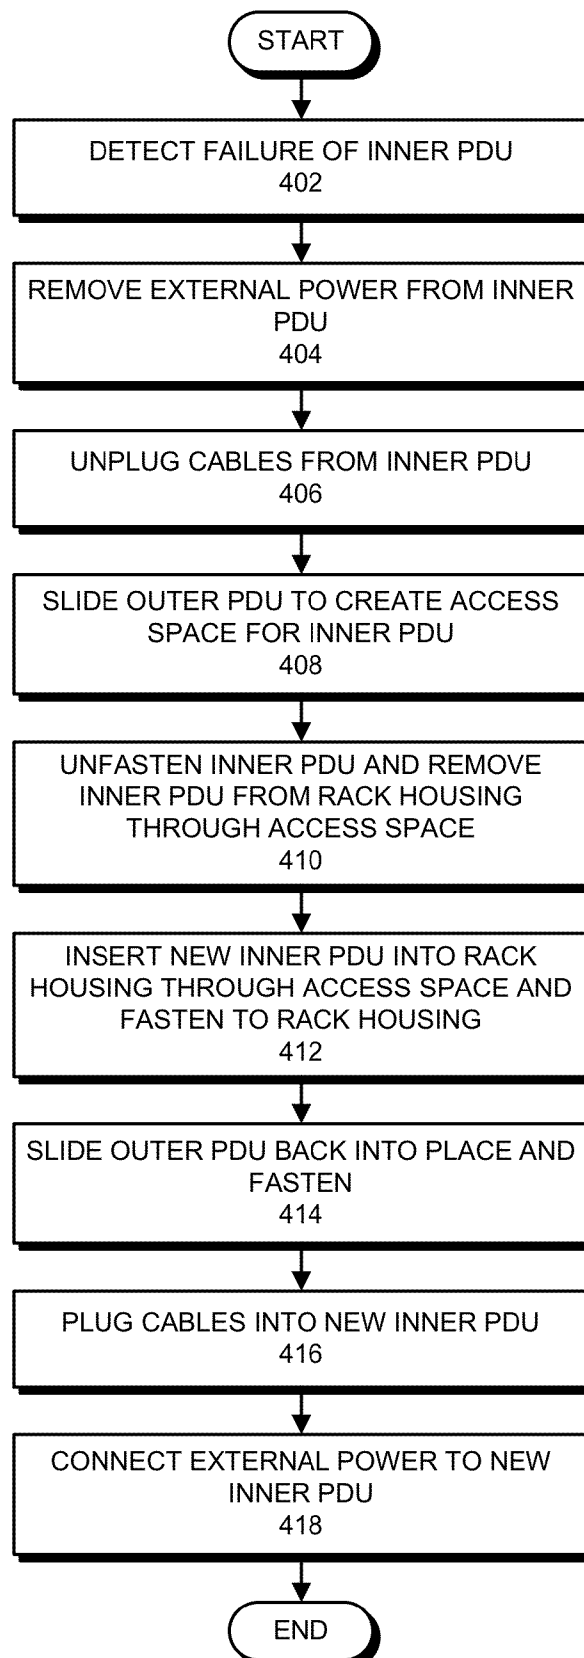 START
DETECT FAILURE OF INNER PDU
402
REMOVE EXTERNAL POWER FROM INNER
PDU
404
UNPLUG CABLES FROM INNER PDU
406
SLIDE OUTER PDU TO CREATE ACCESS
SPACE FOR INNER PDU
408
UNFASTEN INNER PDU AND REMOVE
INNER PDU FROM RACK HOUSING
THROUGH ACCESS SPACE
410
INSERT NEW INNER PDU INTO RACK
HOUSING THROUGH ACCESS SPACE AND
FASTEN TO RACK HOUSING
412
SLIDE OUTER PDU BACK INTO PLACE AND
FASTEN
414
PLUG CABLES INTO NEW INNER PDU
416
CONNECT EXTERNAL POWER TO NEW
INNER PDU
418
END